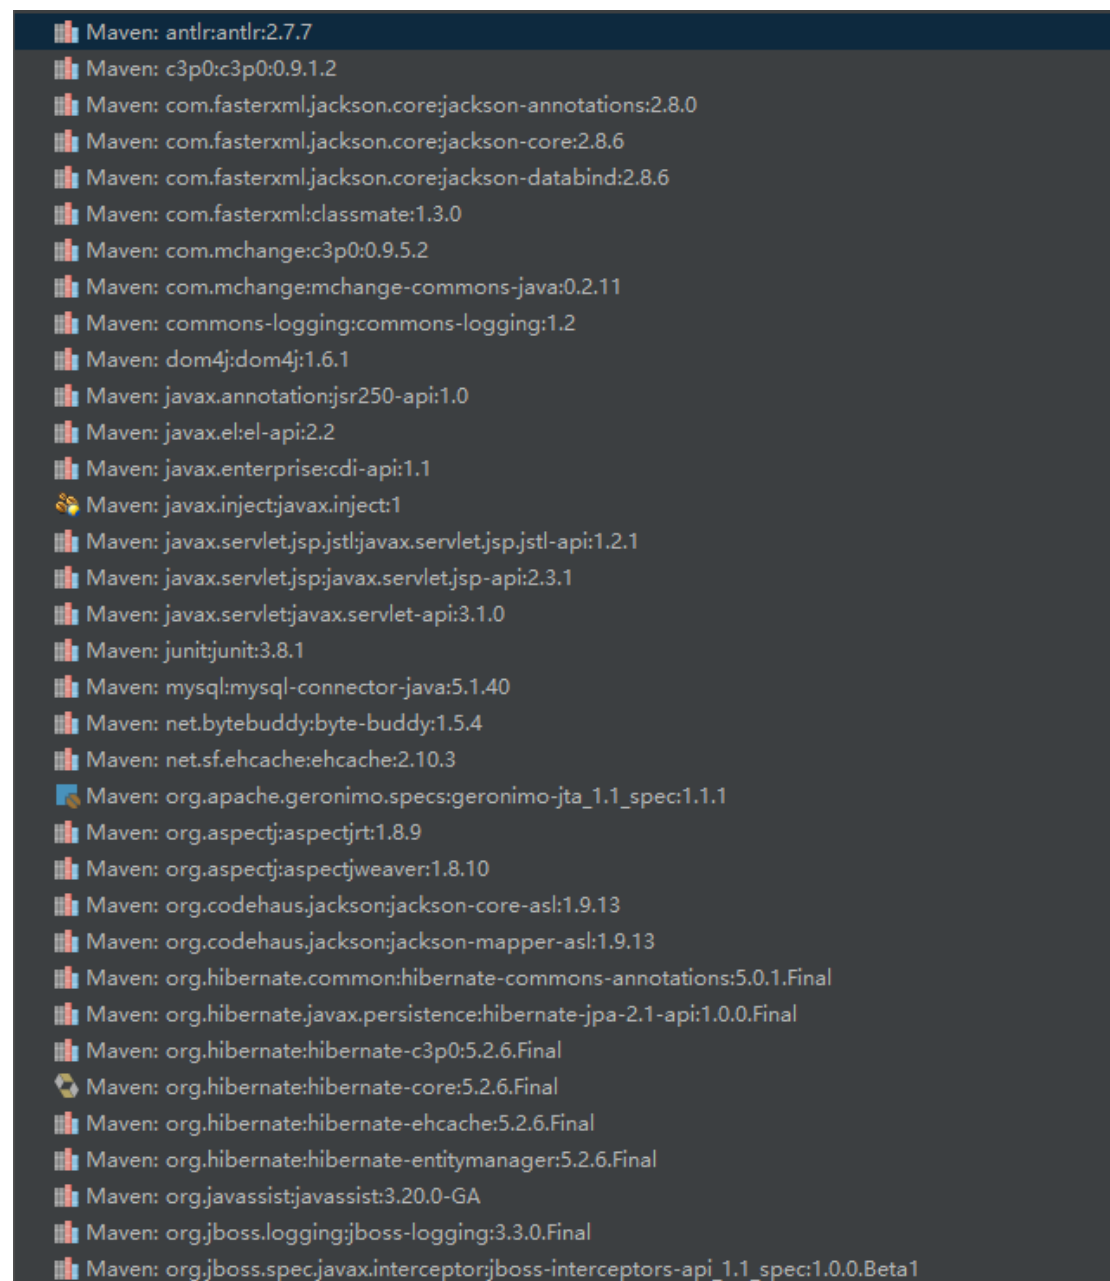 Maven: antlr:antlr:2.7.7
Maven: c3p0:c3p0:0.9.1.2
Maven: com.fasterxml.jackson.core:jackson-annotations:2.8.0
Maven: com.fasterxml.jackson.core:jackson-core:2.8.6
Maven: com.fasterxml.jackson.core:jackson-databind:2.8.6
Maven: com.fasterxml:classmate:1.3.0
Maven: com.mchange:c3p0:0.9.5.2
Maven: com.mchange:mchange-commons-java:0.2.11
Maven: commons-logging:commons-logging:1.2
Maven: dom4j:dom4j:1.6.1
Maven: javax.annotation:jsr250-api:1.0
Maven: javax.el:el-api:2.2
Maven: javax.enterprise:cdi-api:1.1
Maven: javax.inject:javax.inject:1
Maven: javax.servlet.jsp.jstl:javax.servlet.jsp.jstl-api:1.2.1
Maven: javax.servlet.jsp:javax.servlet.jsp-api:2.3.1
Maven: javax.servlet:javax.servlet-api:3.1.0
Maven: junit:junit:3.8.1
Maven: mysql:mysql-connector-java:5.1.40
Maven: net.bytebuddy:byte-buddy:1.5.4
Maven: net.sf.ehcache:ehcache:2.10.3
Maven: org.apache.geronimo.specs:geronimo-jta_1.1_spec:1.1.1
Maven: org.aspectj:aspectjrt:1.8.9
Maven: org.aspectj:aspectjweaver:1.8.10
Maven: org.codehaus.jackson:jackson-core-asl:1.9.13
Maven: org.codehaus.jackson:jackson-mapper-asl:1.9.13
Maven: org.hibernate.common:hibernate-commons-annotations:5.0.1.Final
Maven: org.hibernate.javax.persistence:hibernate-jpa-2.1-api:1.0.0.Final
Maven: org.hibernate:hibernate-c3p0:5.2.6.Final
Maven: org.hibernate:hibernate-core:5.2.6.Final
Maven: org.hibernate:hibernate-ehcache:5.2.6.Final
Maven: org.hibernate:hibernate-entitymanager:5.2.6.Final
Maven: org.javassist:javassist:3.20.0-GA
Maven: org.jboss.logging:jboss-logging:3.3.0.Final
Maven: org.jboss.spec.javax.interceptor:jboss-interceptors-api_1.1_spec:1.0.0.Beta1